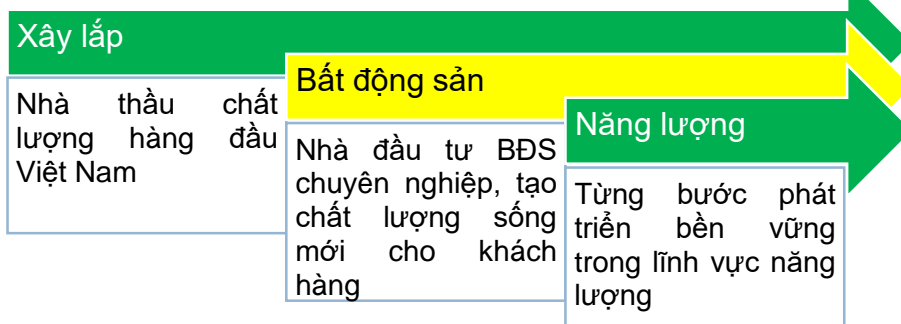 Xây lắp
Nhà thầu chất
lượng hàng đầu
Việt Nam
Bất động sản
Nhà đầu tư BĐS
chuyên nghiệp, tạo
chất lượng sống
mới cho khách
hàng
Năng lượng
Từng bước phát
triển bền vững
trong lĩnh vực năng
lượng